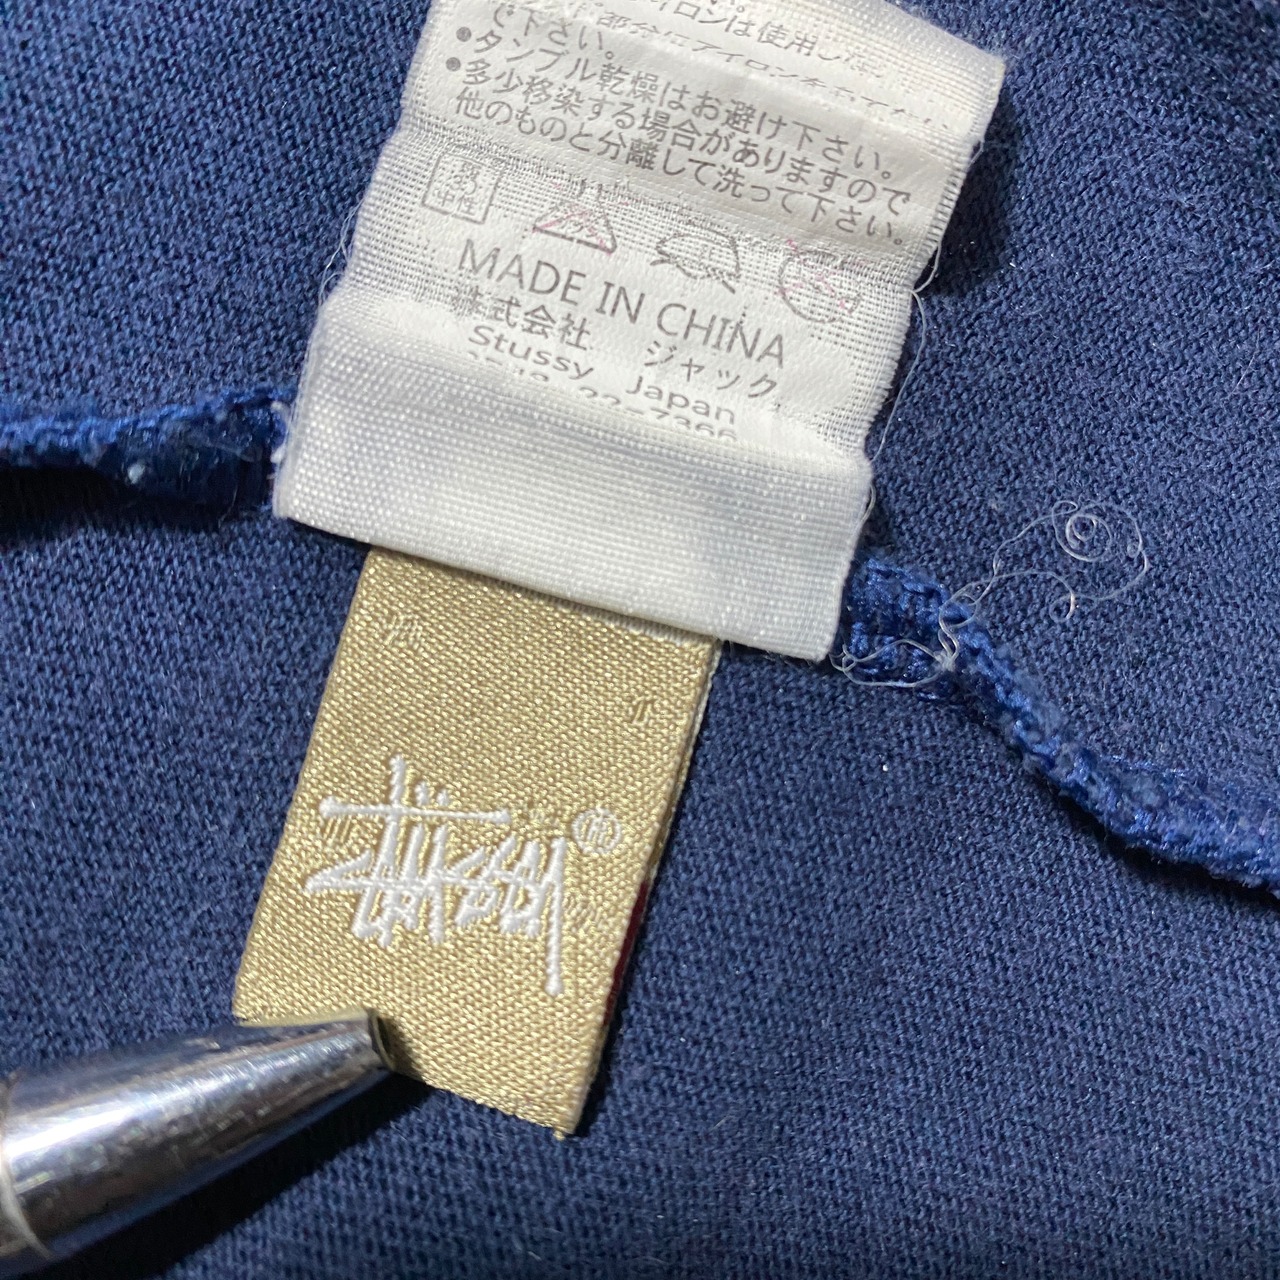 で下さい。
•タンブル乾燥はお避け下さい。
•多少移染する場合がありますので
他のものと分離して洗って下さい。
MADE IN CHINA
株式会社 ジャック
Stussy Japan
STÜSSY